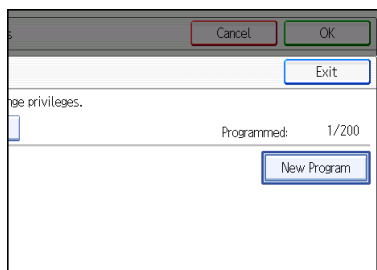 s Cancel OK
Exit
nge privileges.
Programmed: 1/200
New Program